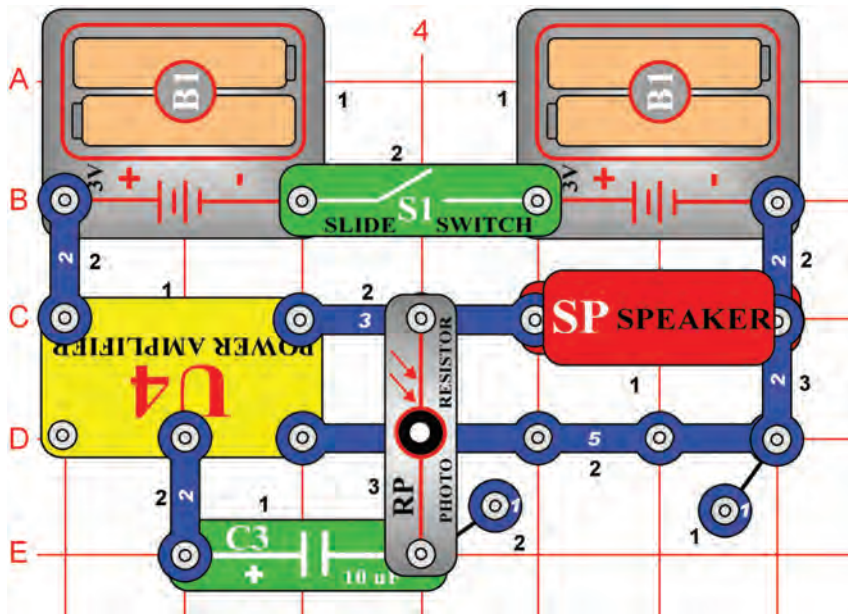 4
A
B1
1
1
B1
2
3V + -
3V + -
B
S1
SLIDE SWITCH
2
2
2
2
1
2
C
3
SP SPEAKER
POWER AMPLIFIER
U4
RESISTOR
1
2
3
D
5
2
2
2
1
3
RP
PHOTO
1
2
1
1
E
C3
+
10 uF